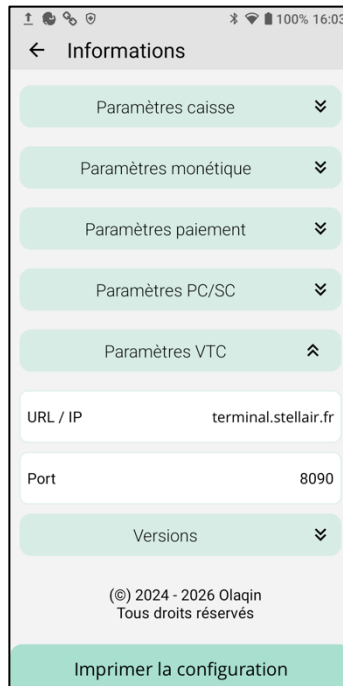 100% 16:03
Informations
Paramètres caisse
Paramètres monétique
Paramètres paiement
Paramètres PC/SC
Paramètres VTC
URL / IP terminal.stellair.fr
Port 8090
Versions
(©) 2024 - 2026 Olaqin
Tous droits réservés
Imprimer la configuration